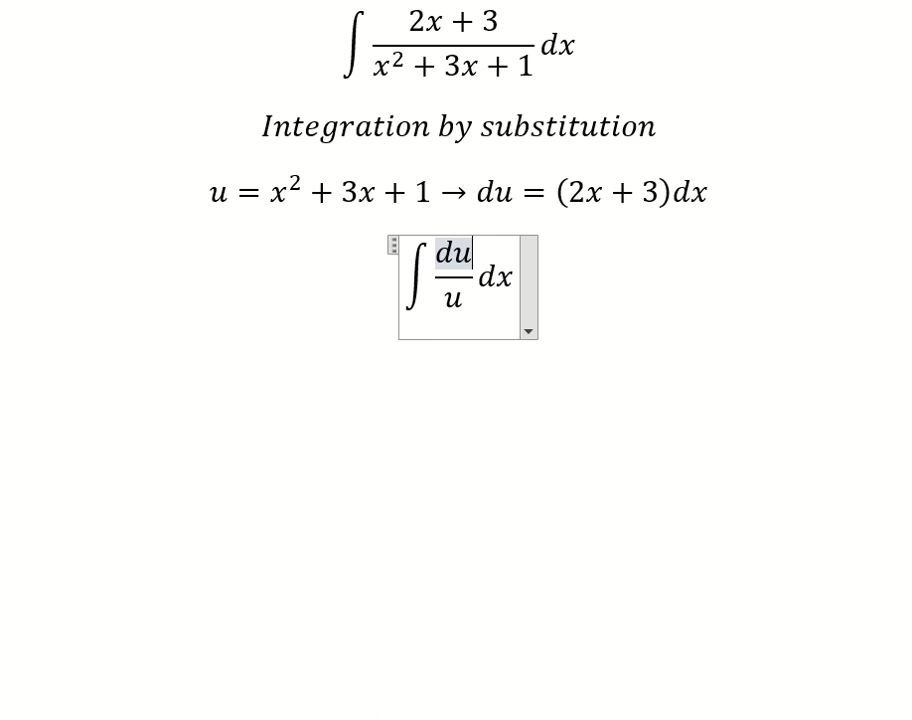 ∫ (2x + 3)/(x² + 3x + 1) dx
Integration by substitution
u = x² + 3x + 1 → du = (2x + 3)dx
∫ du/u dx